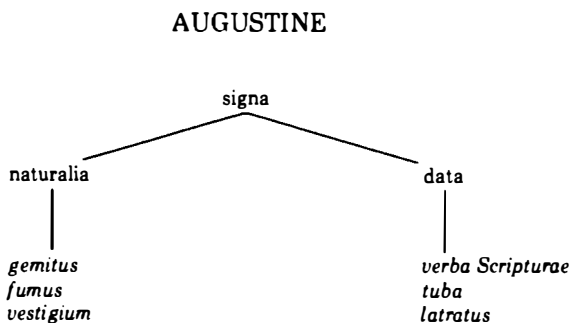 AUGUSTINE
signa
naturalia
data
gemitus
fumus
vestigium
verba Scripturae
tuba
latratus